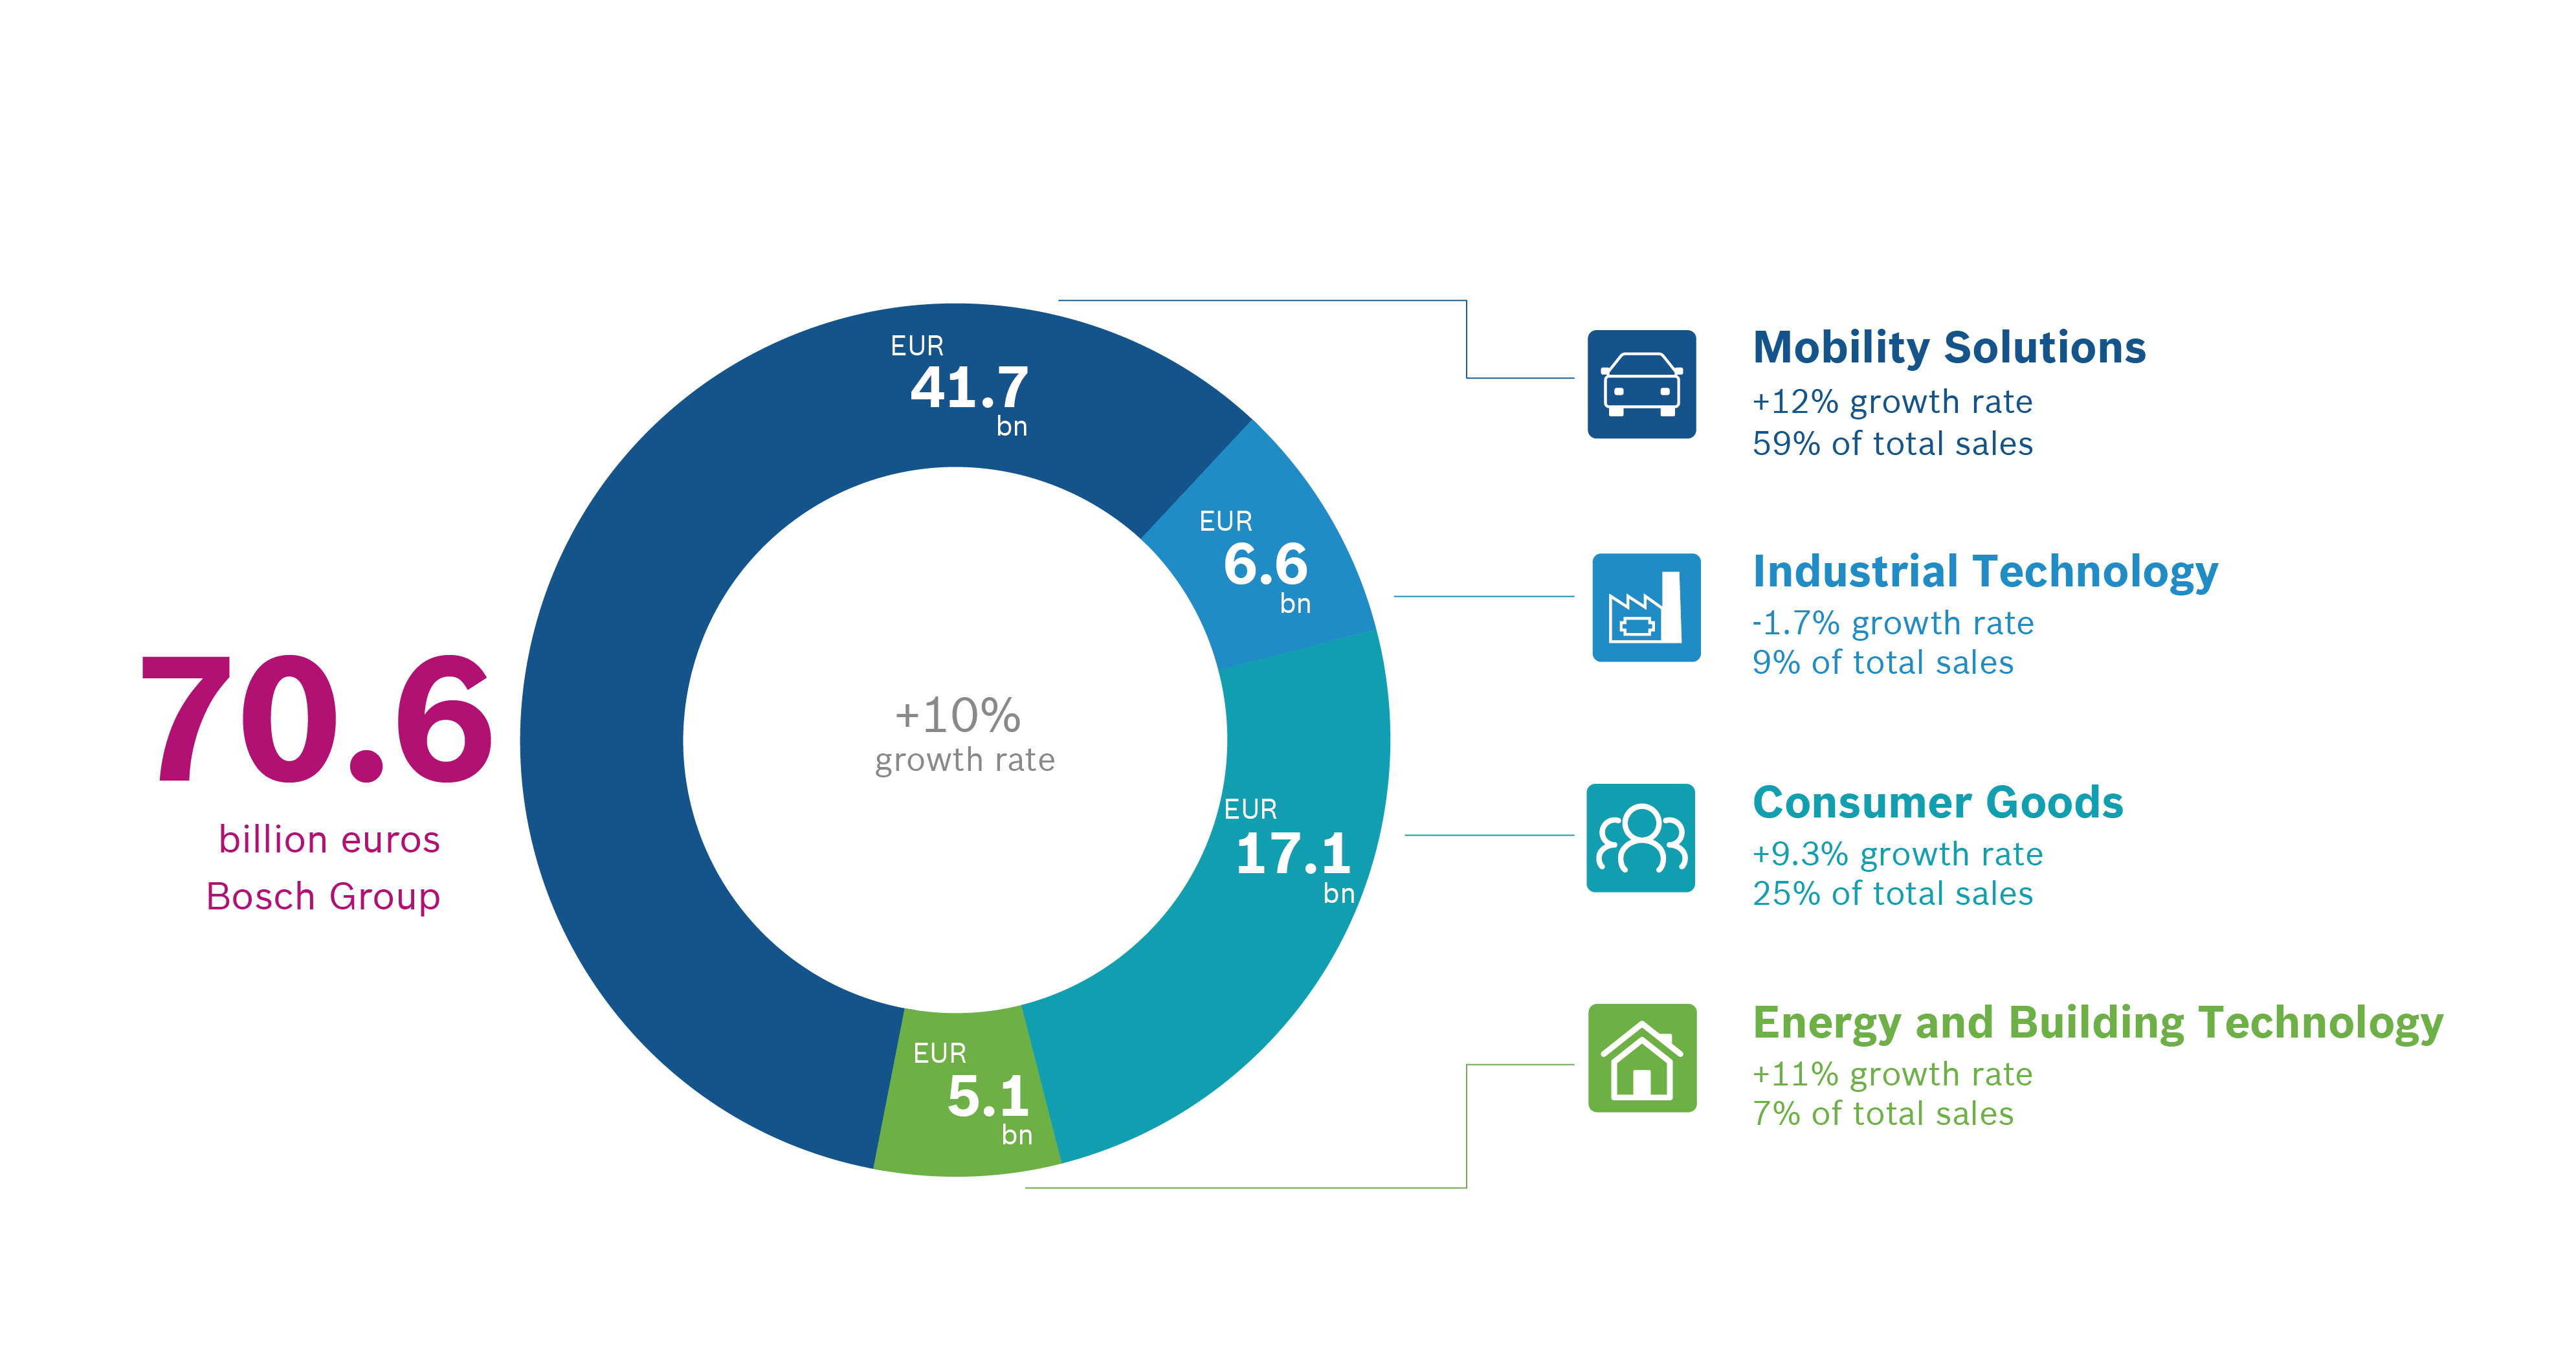 70.6
billion euros
Bosch Group
EUR
41.7
bn
EUR
6.6
bn
+10%
growth rate
EUR
17.1
bn
EUR
5.1
bn
Mobility Solutions
+12% growth rate
59% of total sales
Industrial Technology
-1.7% growth rate
9% of total sales
Consumer Goods
+9.3% growth rate
25% of total sales
Energy and Building Technology
+11% growth rate
7% of total sales